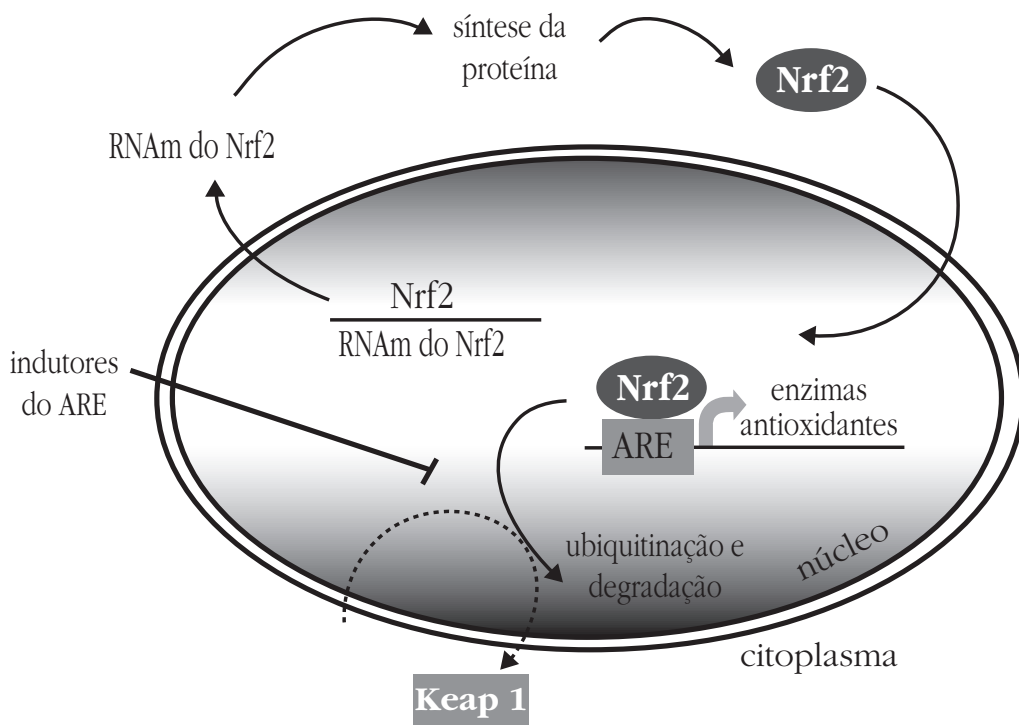 síntese da
proteína
Nrf2
RNAm do Nrf2
Nrf2
RNAm do Nrf2
indutores
do ARE
Nrf2
ARE
enzimas
antioxidantes
ubiquitinação e
degradação
núcleo
citoplasma
Keap 1